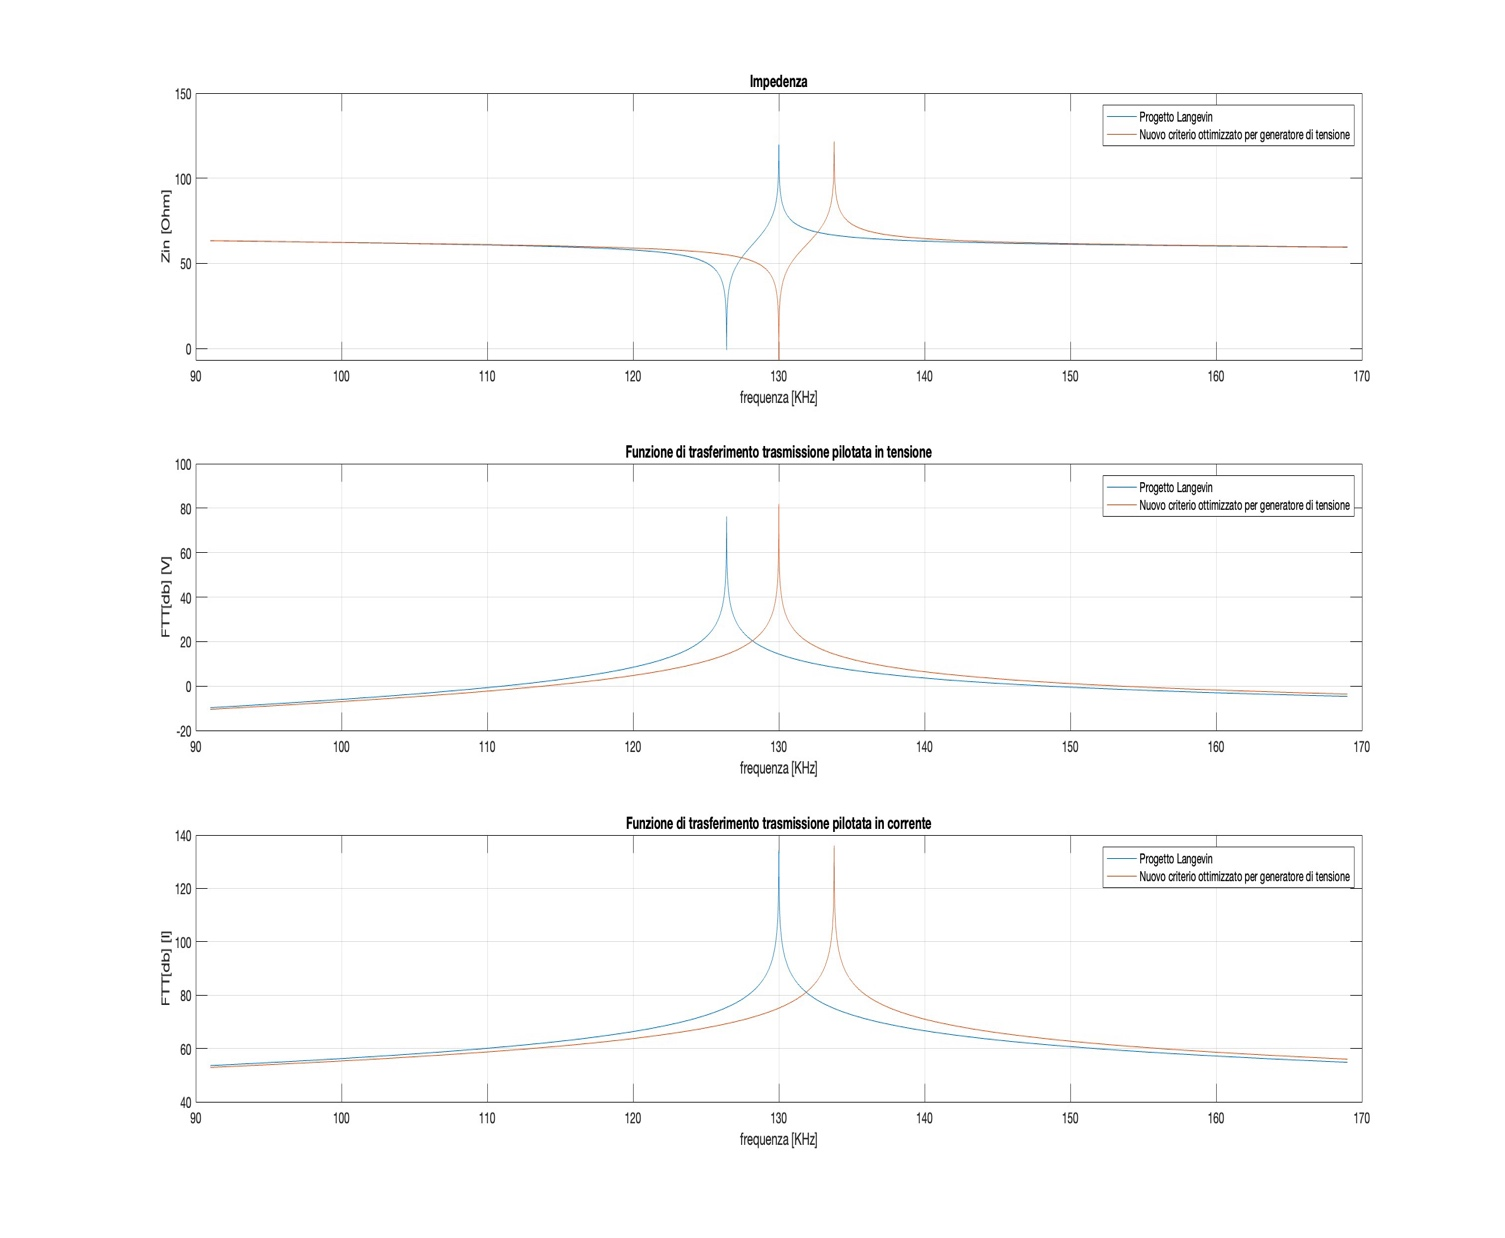 Impedenza
150
100
50
0
Zin [Ohm]
Progetto Langevin
Nuovo criterio ottimizzato per generatore di tensione
90 100 110 120 130 140 150 160 170
frequenza [KHz]
Funzione di trasferimento trasmissione pilotata in tensione
100
80
60
40
20
0
-20
FTT[db] [V]
Progetto Langevin
Nuovo criterio ottimizzato per generatore di tensione
90 100 110 120 130 140 150 160 170
frequenza [KHz]
Funzione di trasferimento trasmissione pilotata in corrente
140
120
100
80
60
40
FTT[db] [I]
Progetto Langevin
Nuovo criterio ottimizzato per generatore di tensione
90 100 110 120 130 140 150 160 170
frequenza [KHz]